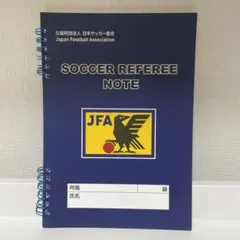 公益財団法人 日本サッカー協会
Japan Football Association
SOCCER REFEREE
NOTE
JFA
所属
級
氏名